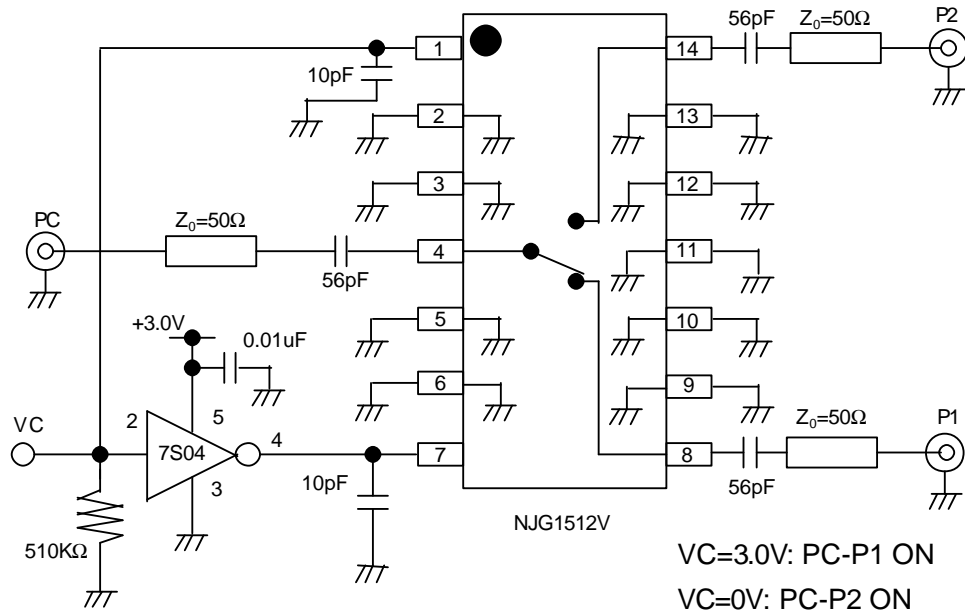 56pF
Z₀=50Ω
P2
1
14
10pF
2
13
3
12
PC
Z₀=50Ω
4
11
56pF
5
10
+3.0V
0.01uF
6
9
VC
2
5
7S04
4
3
7
8
Z₀=50Ω
P1
10pF
56pF
510KΩ
NJG1512V
VC=3.0V: PC-P1 ON
VC=0V: PC-P2 ON